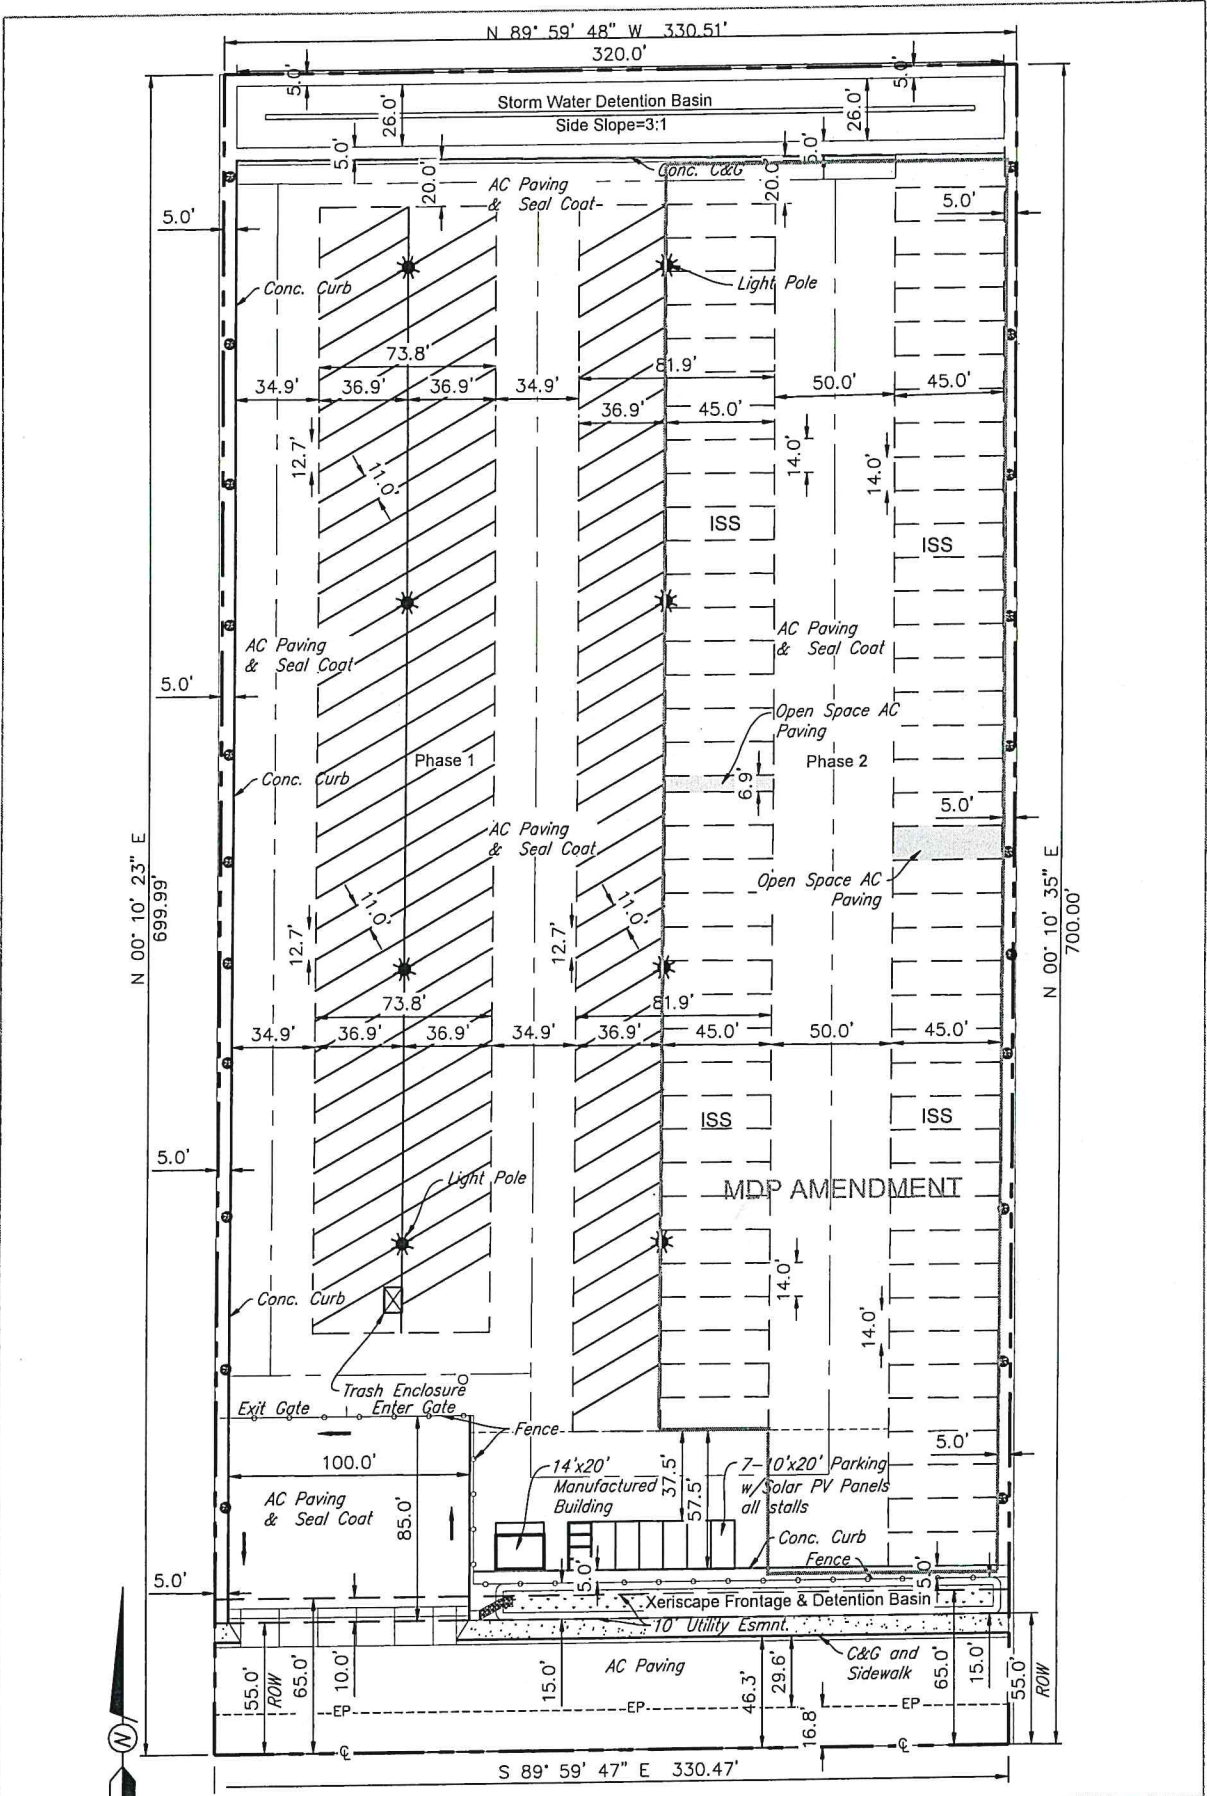 N 89° 59' 48" W 330.51'
320.0'
5.0'
5.0'
Storm Water Detention Basin
26.0'
26.0'
Side Slope=3:1
5.0'
5.0'
Conc. C&G
20.0'
20.0'
AC Paving
& Seal Coat
5.0'
5.0'
Conc. Curb
Light Pole
73.8'
81.9'
34.9'
36.9'
36.9'
34.9'
50.0'
45.0'
36.9'
45.0'
12.7'
11.0'
14.0'
14.0'
ISS
ISS
AC Paving
& Seal Coat
AC Paving
& Seal Coat
5.0'
Open Space AC
Paving
Phase 1
Phase 2
Conc. Curb
6.9'
5.0'
AC Paving
& Seal Coat
N 00° 10' 23" E
699.99'
N 00° 10' 35" E
700.00'
Open Space AC
Paving
11.0'
11.0'
12.7'
12.7'
73.8'
81.9'
34.9'
36.9'
36.9'
34.9'
36.9'
45.0'
50.0'
45.0'
ISS
ISS
5.0'
Light Pole
MDP AMENDMENT
14.0'
Conc. Curb
14.0'
Trash Enclosure
Exit Gate
Enter Gate
Fence
5.0'
100.0'
14'x20'
Manufactured
Building
37.5'
57.5'
7-10'x20' Parking
w/Solar PV Panels
all stalls
AC Paving
& Seal Coat
85.0'
Conc. Curb
Fence
5.0'
5.0'
5.0'
Xeriscape Frontage & Detention Basin
10' Utility Esmnt.
AC Paving
C&G and
Sidewalk
55.0'
ROW
65.0'
10.0'
15.0'
46.3'
29.6'
16.8'
65.0'
15.0'
55.0'
ROW
EP
EP
EP
N
℄
℄
S 89° 59' 47" E 330.47'